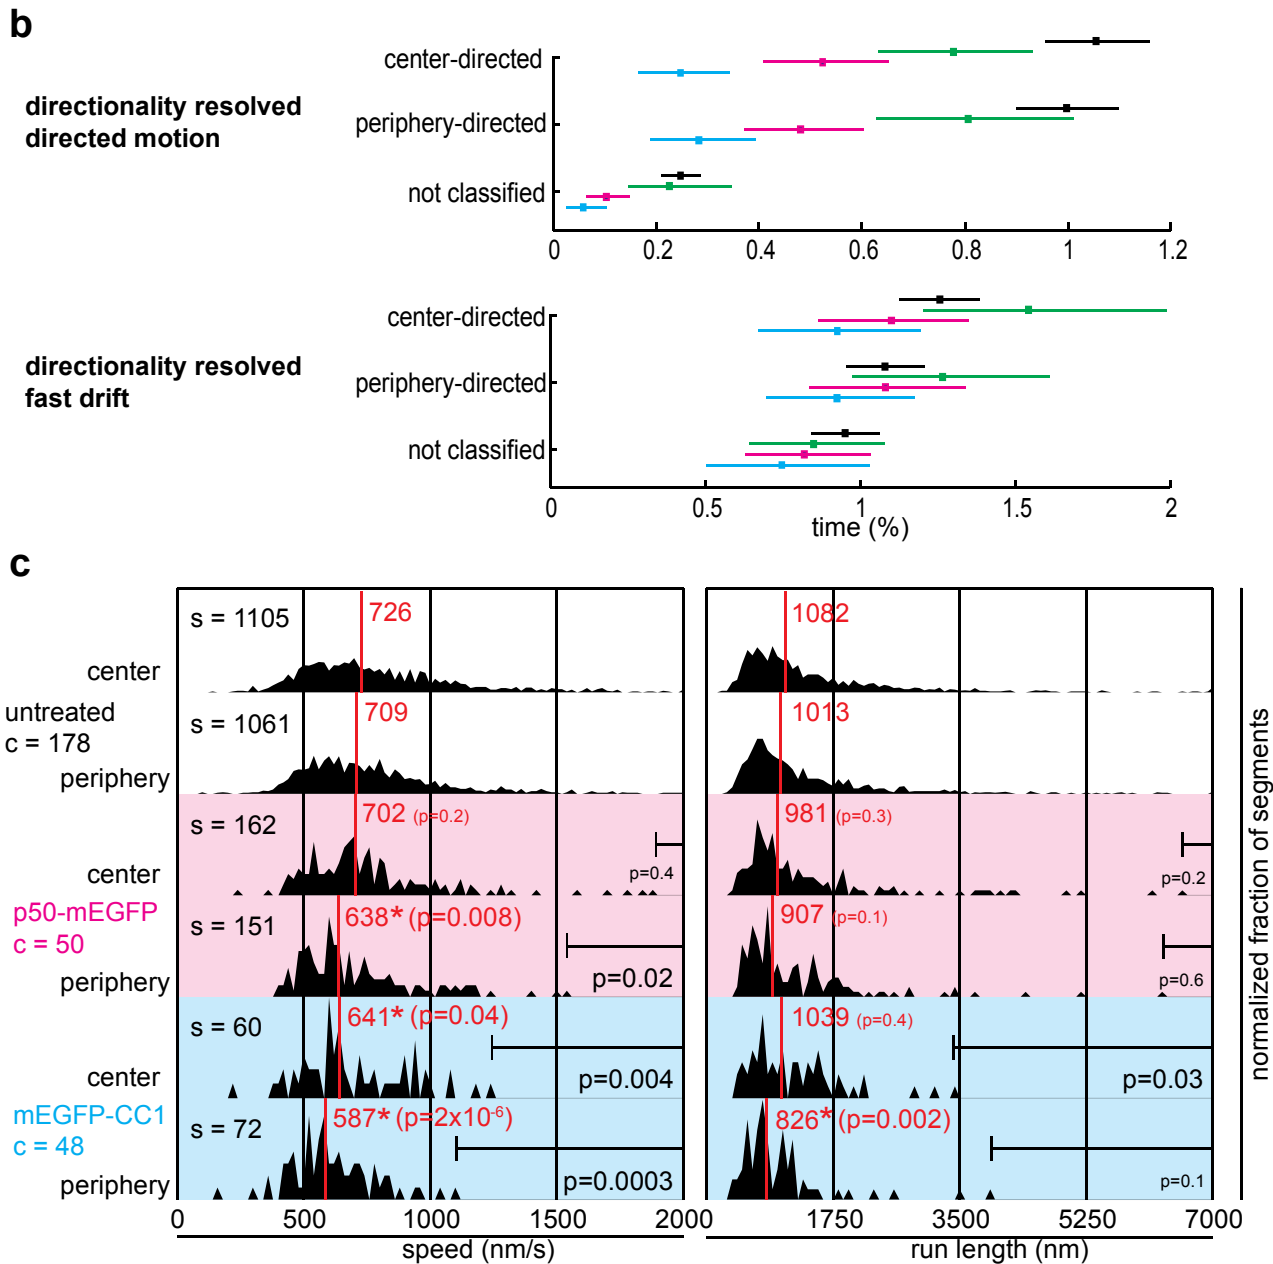 b
directionality resolved
directed motion
center-directed
periphery-directed
not classified
0 0.2 0.4 0.6 0.8 1 1.2
directionality resolved
fast drift
center-directed
periphery-directed
not classified
0 0.5 1 1.5 2
time (%)
c
s = 1105 726 1082
center
untreated
c = 178
s = 1061 709 1013
periphery
s = 162 702 (p=0.2) p=0.4 981 (p=0.3) p=0.2
center
p50-mEGFP
c = 50
s = 151 638* (p=0.008) p=0.02 907 (p=0.1) p=0.6
periphery
s = 60 641* (p=0.04) p=0.004 1039 (p=0.4) p=0.03
center
mEGFP-CC1
c = 48
s = 72 587* (p=2x10⁻⁶) p=0.0003 826* (p=0.002) p=0.1
periphery
0 500 1000 1500 2000 1750 3500 5250 7000
speed (nm/s) run length (nm)
normalized fraction of segments